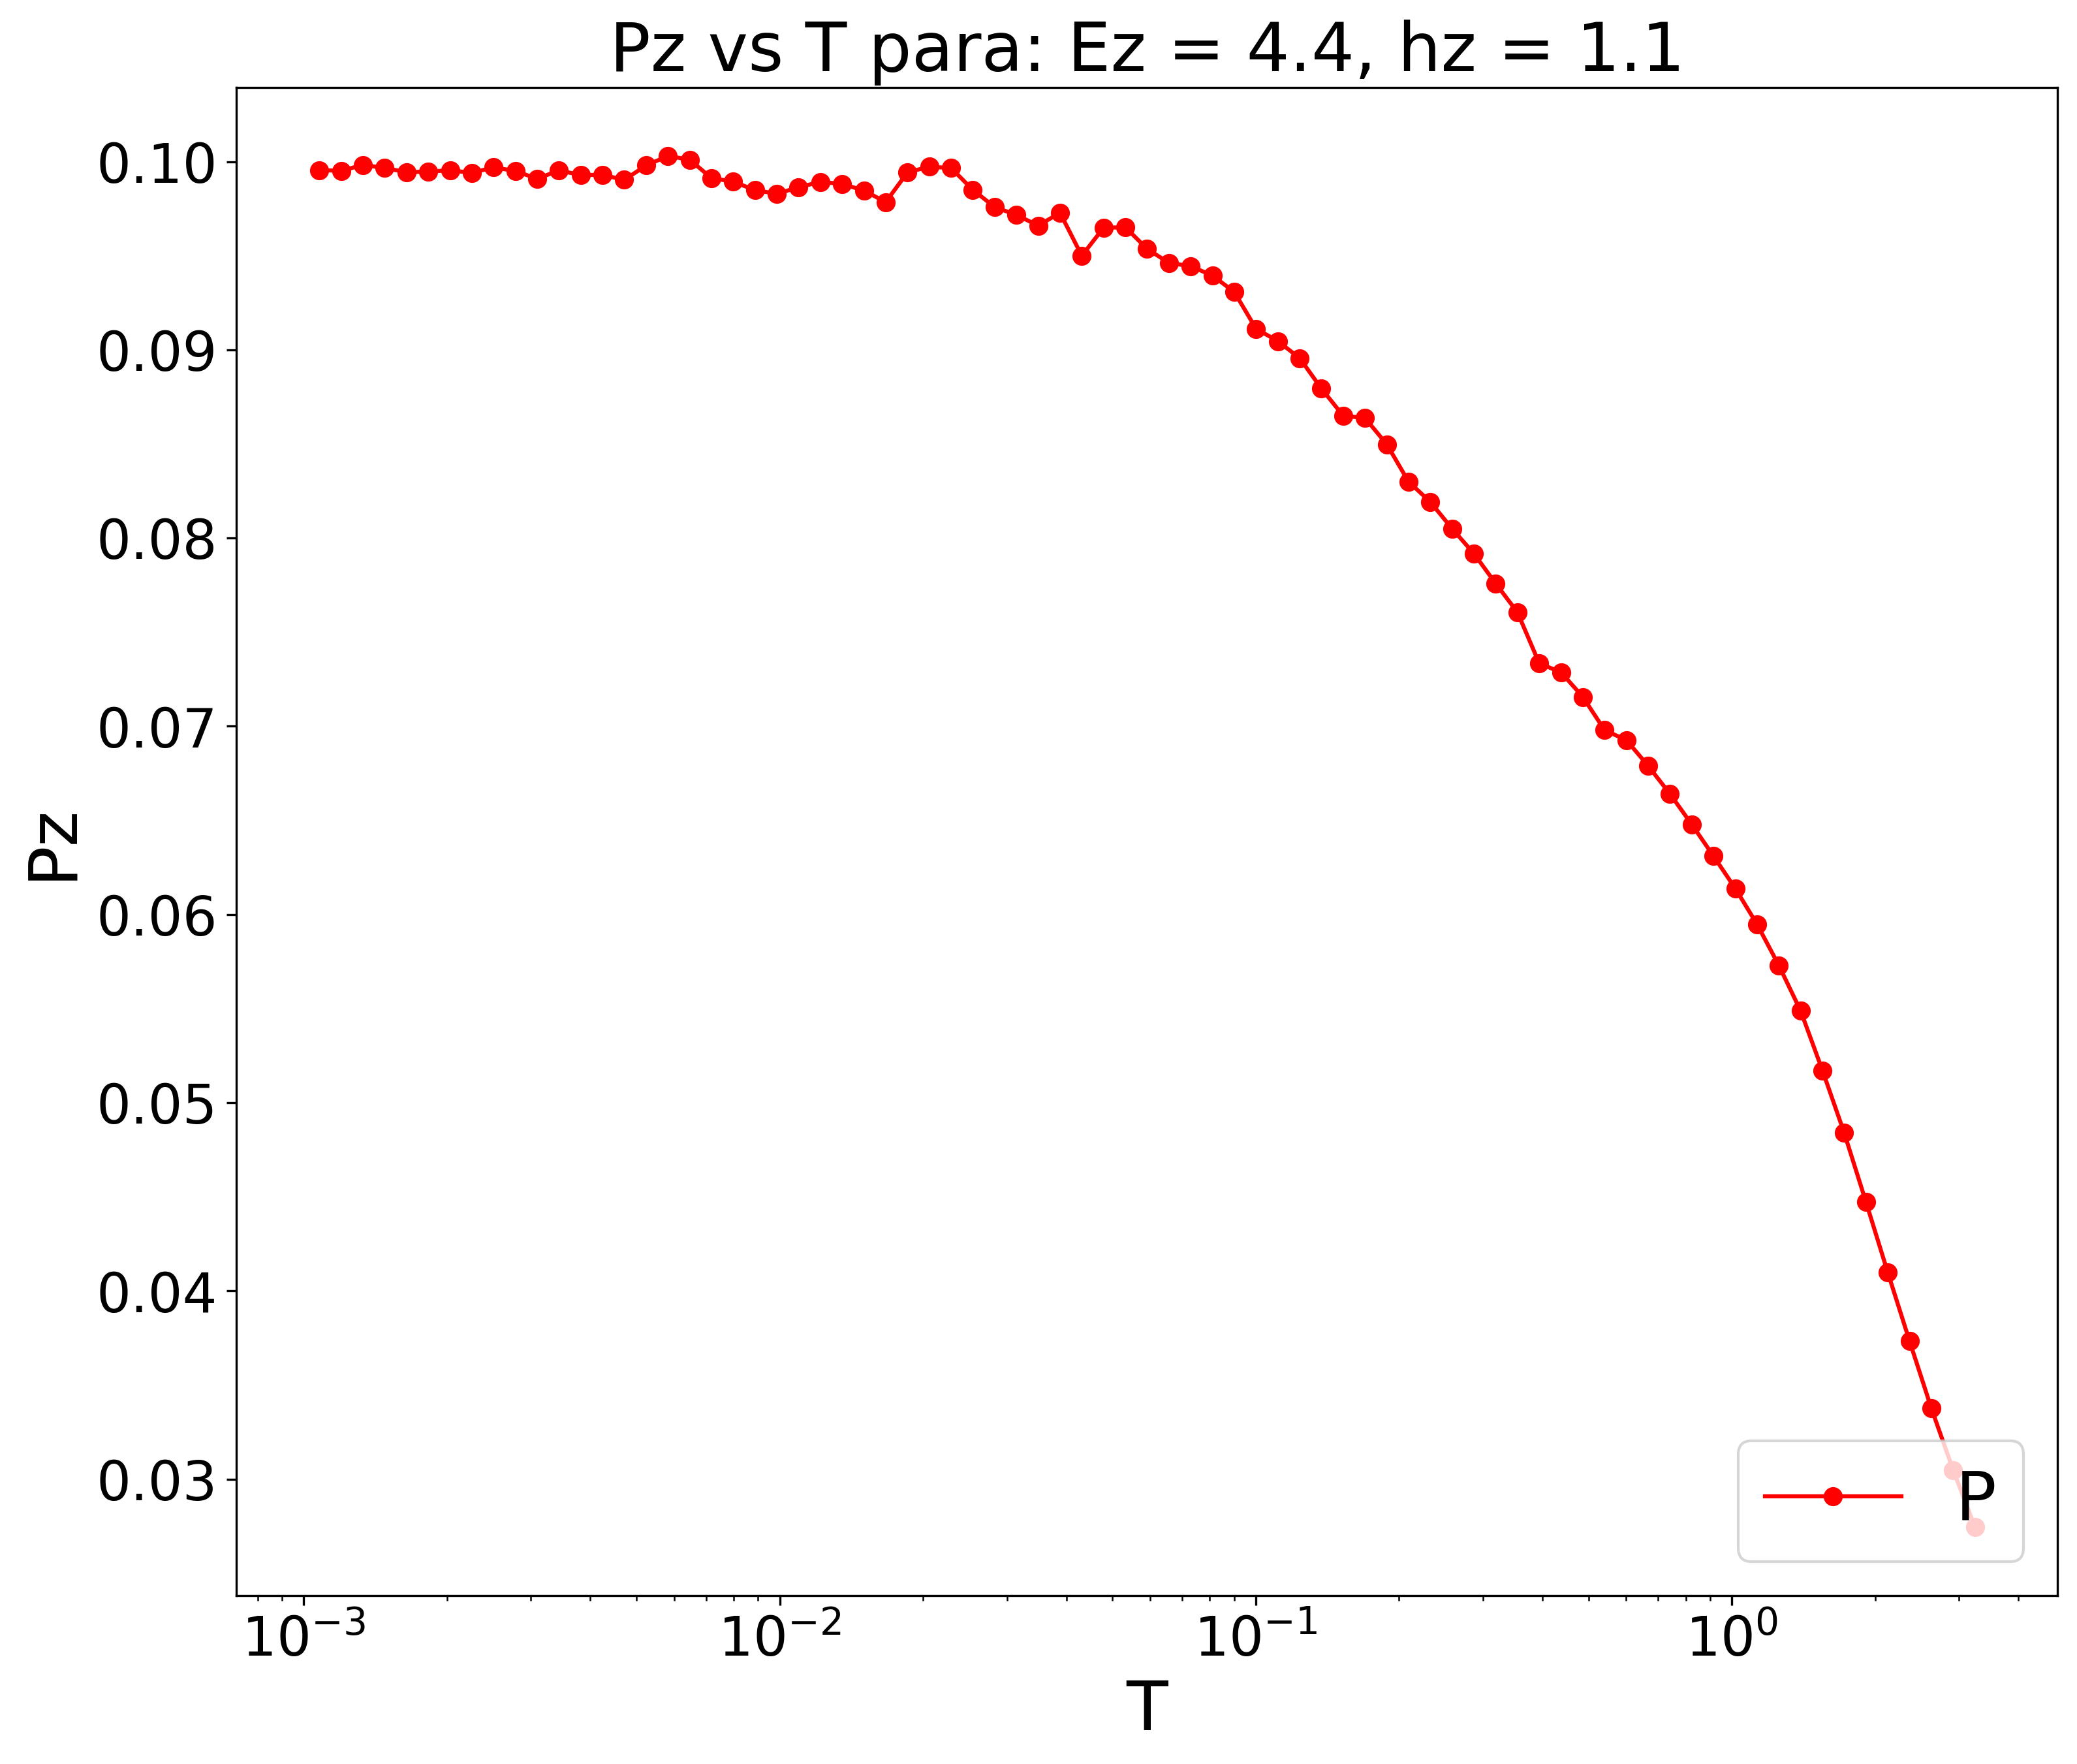 Pz vs T para: Ez = 4.4, hz = 1.1
0.10
0.09
0.08
0.07
0.06
0.05
0.04
0.03
Pz
P
10⁻³ 10⁻² 10⁻¹ 10⁰
T